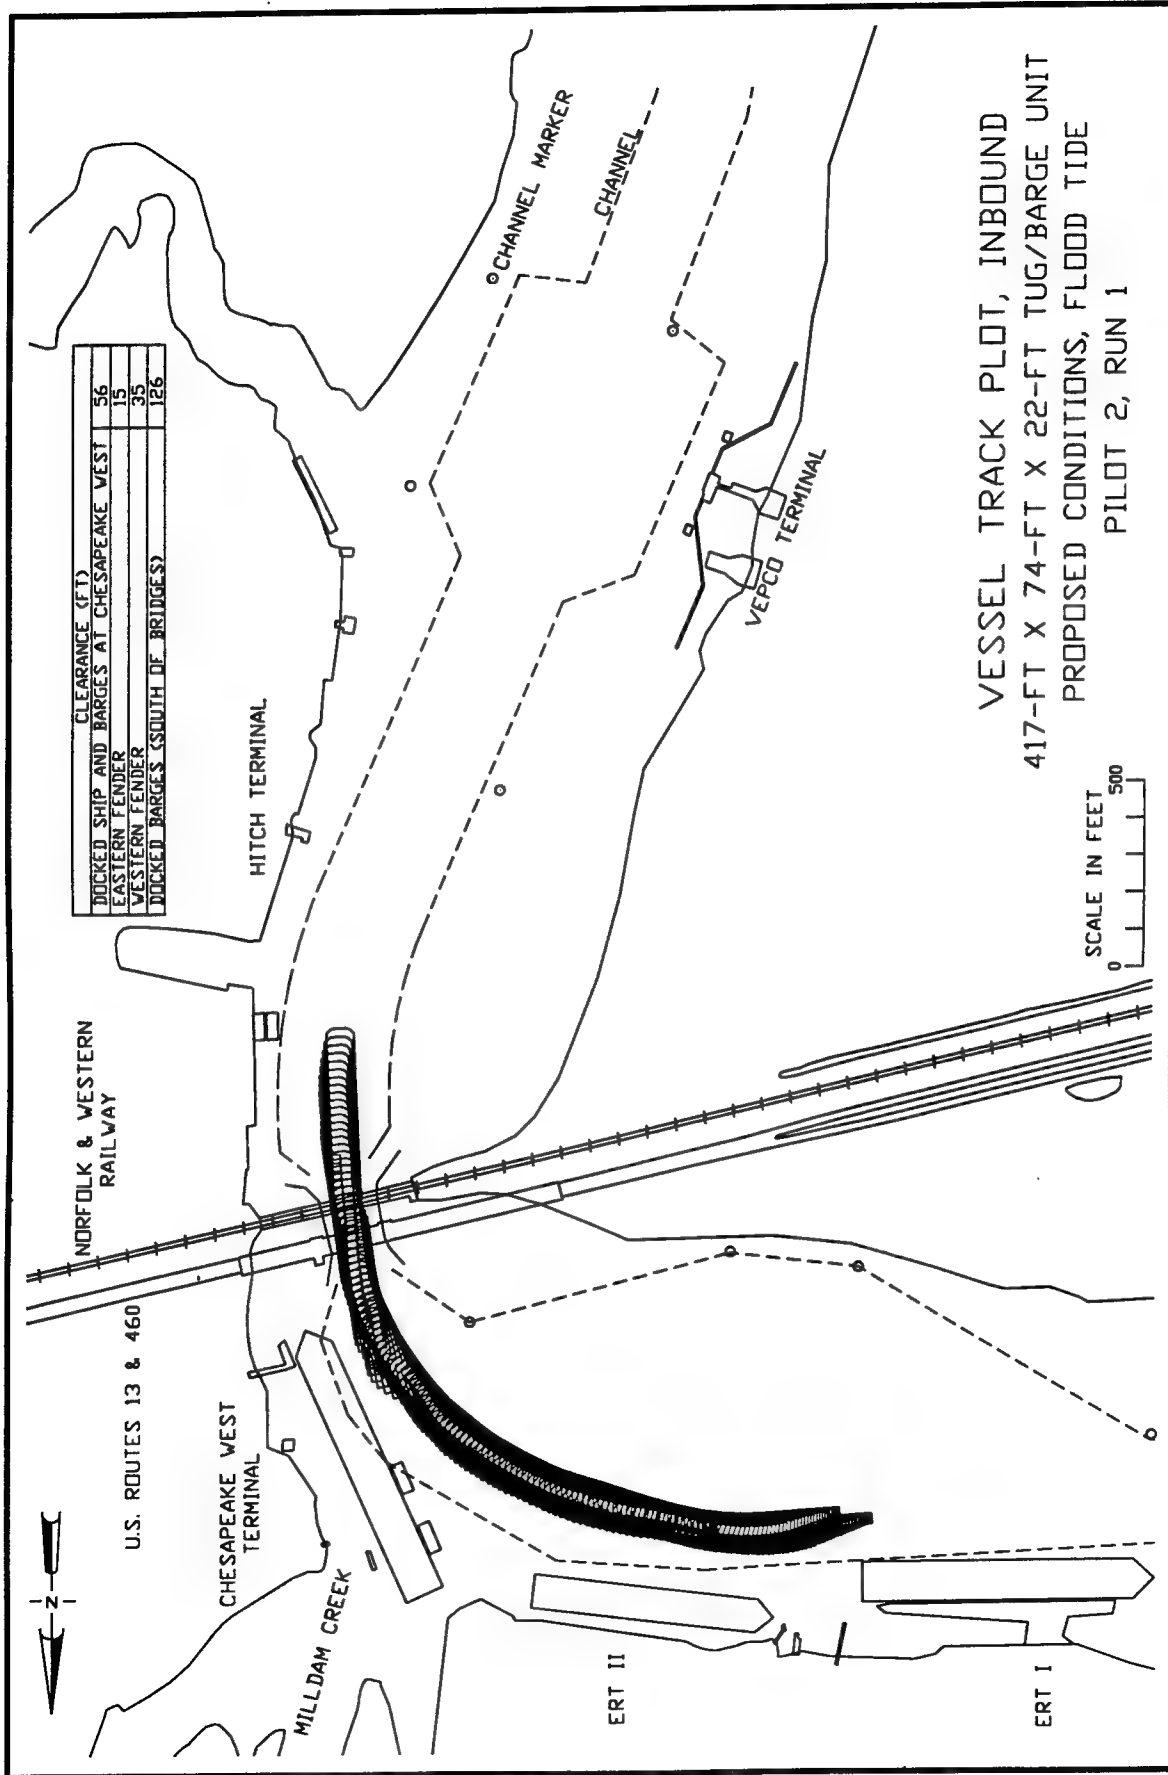 CLEARANCE (FT)
DOCKED SHIP AND BARGES AT CHESAPEAKE WEST 56
EASTERN FENDER 15
WESTERN FENDER 35
DOCKED BARGES (SOUTH OF BRIDGES) 126
CHANNEL MARKER
CHANNEL
HITCH TERMINAL
VEPCO TERMINAL
NORFOLK & WESTERN
RAILWAY
U.S. ROUTES 13 & 460
CHESAPEAKE WEST
TERMINAL
MILLDAM CREEK
N
ERT II
ERT I
SCALE IN FEET
0 500
VESSEL TRACK PLOT, INBOUND
417-FT X 74-FT X 22-FT TUG/BARGE UNIT
PROPOSED CONDITIONS, FLOOD TIDE
PILOT 2, RUN 1